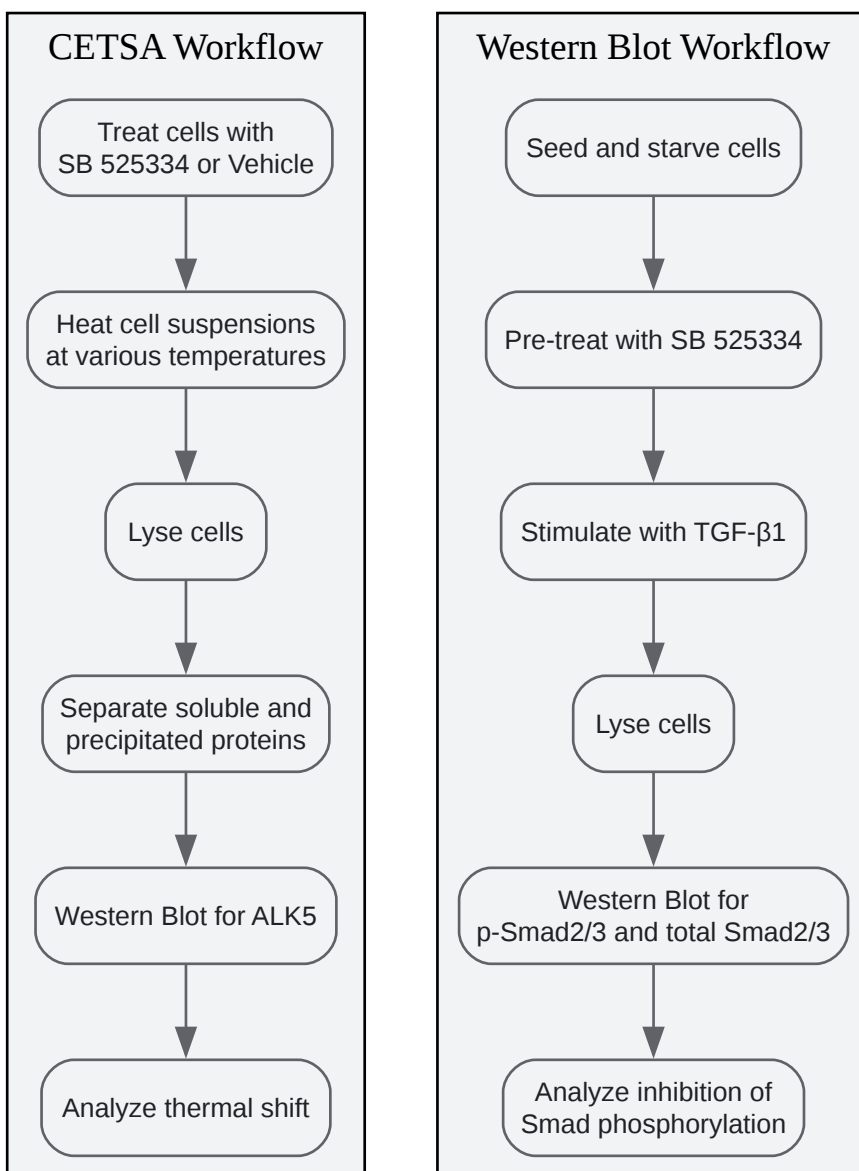 CETSA Workflow
Treat cells with
SB 525334 or Vehicle
Heat cell suspensions
at various temperatures
Lyse cells
Separate soluble and
precipitated proteins
Western Blot for ALK5
Analyze thermal shift
Western Blot Workflow
Seed and starve cells
Pre-treat with SB 525334
Stimulate with TGF-β1
Lyse cells
Western Blot for
p-Smad2/3 and total Smad2/3
Analyze inhibition of
Smad phosphorylation